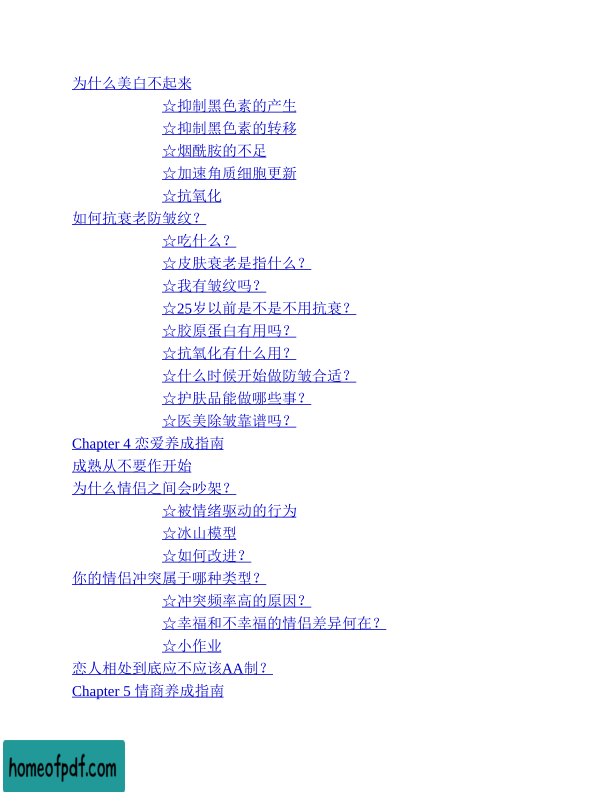 为什么美白不起来
☆抑制黑色素的产生
☆抑制黑色素的转移
☆烟酰胺的不足
☆加速角质细胞更新
☆抗氧化
如何抗衰老防皱纹？
☆吃什么？
☆皮肤衰老是指什么？
☆我有皱纹吗？
☆25岁以前是不是不用抗衰？
☆胶原蛋白有用吗？
☆抗氧化有什么用？
☆什么时候开始做防皱合适？
☆护肤品能做哪些事？
☆医美除皱靠谱吗？
Chapter 4 恋爱养成指南
成熟从不要作开始
为什么情侣之间会吵架？
☆被情绪驱动的行为
☆冰山模型
☆如何改进？
你的情侣冲突属于哪种类型？
☆冲突频率高的原因？
☆幸福和不幸福的情侣差异何在？
☆小作业
恋人相处到底应不应该AA制？
Chapter 5 情商养成指南
homeofpdf.com